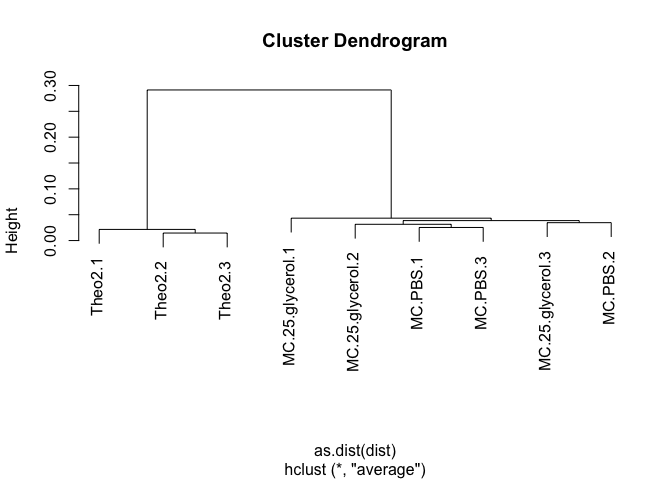 Cluster Dendrogram
Height
0.30
0.20
0.10
0.00
Theo2.1
Theo2.2
Theo2.3
MC.25.glycerol.1
MC.25.glycerol.2
MC.PBS.1
MC.PBS.3
MC.25.glycerol.3
MC.PBS.2
as.dist(dist)
hclust (*, "average")